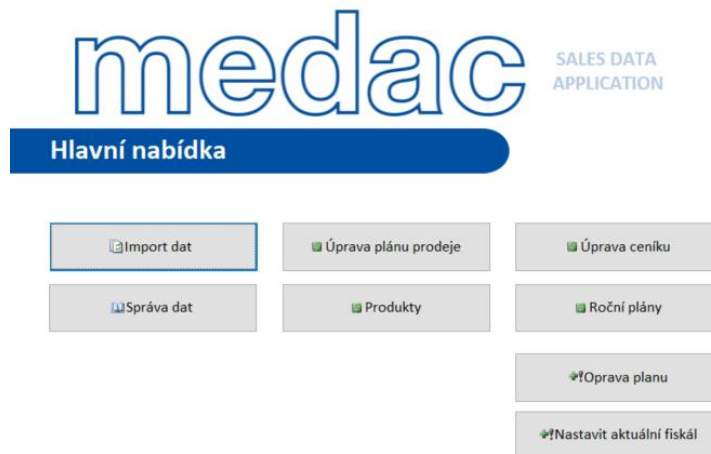 medac
SALES DATA
APPLICATION
Hlavní nabídka
Import dat
Úprava plánu prodeje
Úprava ceníku
Správa dat
Produkty
Roční plány
Oprava planu
Nastavit aktuální fiskál